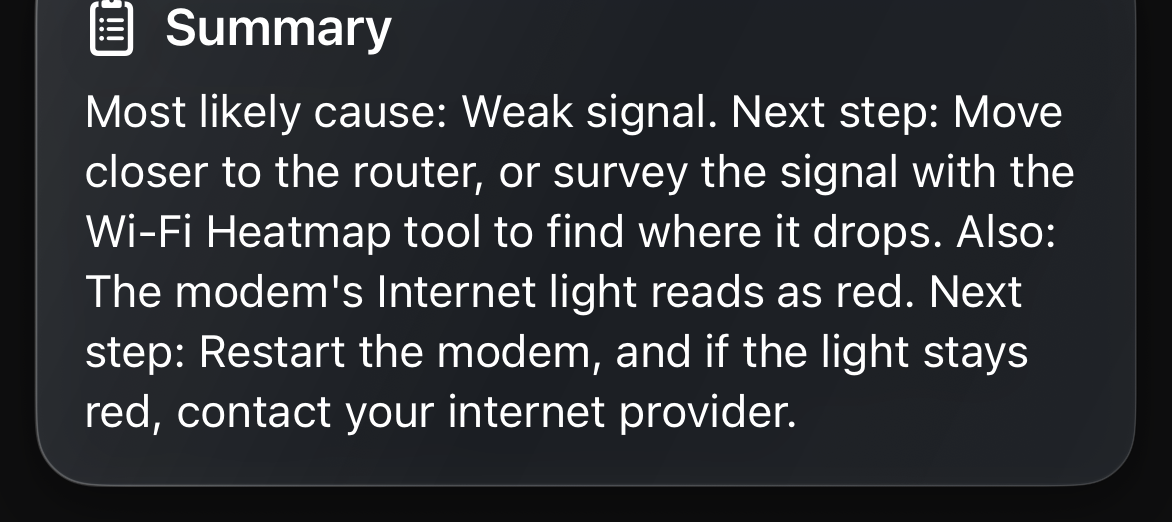 Summary
Most likely cause: Weak signal. Next step: Move
closer to the router, or survey the signal with the
Wi-Fi Heatmap tool to find where it drops. Also:
The modem's Internet light reads as red. Next
step: Restart the modem, and if the light stays
red, contact your internet provider.